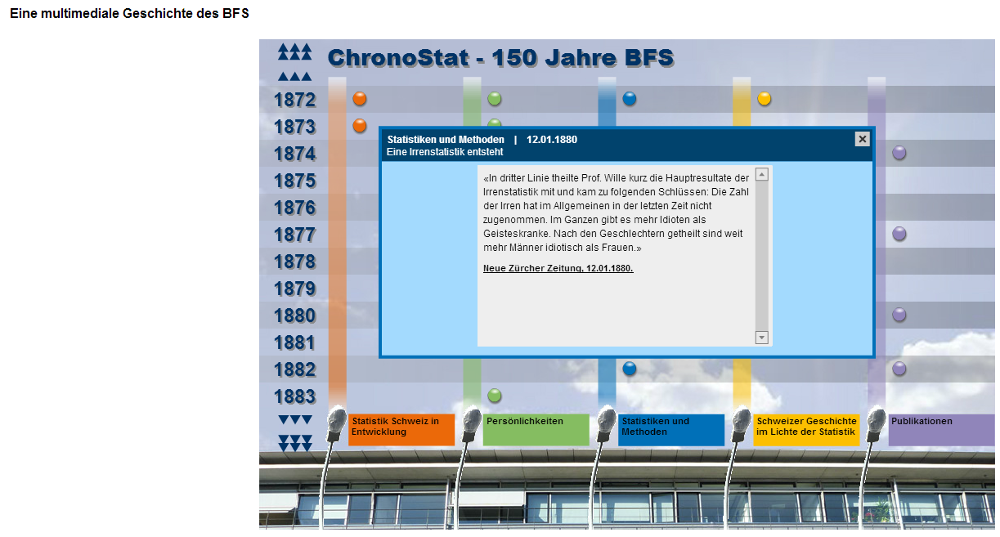 Eine multimediale Geschichte des BFS
ChronoStat - 150 Jahre BFS
1872
1873
1874
1875
1876
1877
1878
1879
1880
1881
1882
1883
Statistiken und Methoden | 12.01.1880
Eine Irrenstatistik entsteht
«In dritter Linie theilte Prof. Wille kurz die Hauptresultate der
Irrenstatistik mit und kam zu folgenden Schlüssen: Die Zahl
der Irren hat im Allgemeinen in der letzten Zeit nicht
zugenommen. Im Ganzen gibt es mehr Idioten als
Geisteskranke. Nach den Geschlechtern getheilt sind weit
mehr Männer idiotisch als Frauen.»
Neue Zürcher Zeitung, 12.01.1880.
Statistik Schweiz in
Entwicklung
Persönlichkeiten
Statistiken und
Methoden
Schweizer Geschichte
im Lichte der Statistik
Publikationen